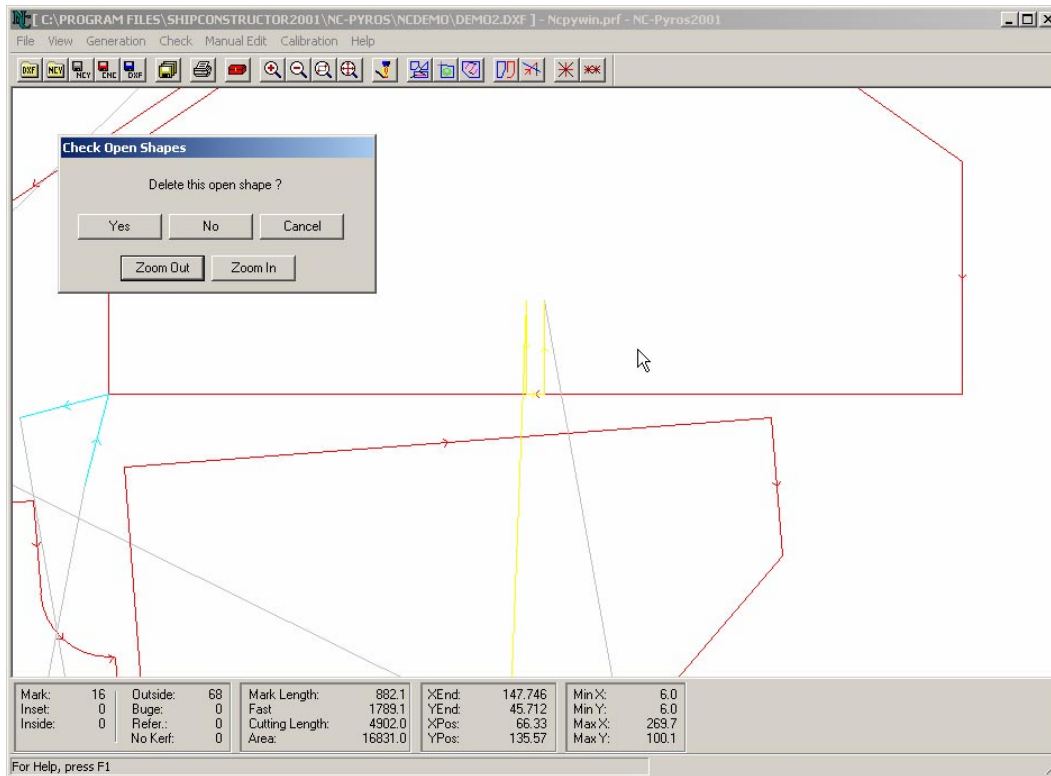 [ C:\PROGRAM FILES\SHIPCONSTRUCTOR2001\NC-PYROS\NCDEMO\DEMO2.DXF ] - Ncpywin.prf - NC-Pyros2001
File View Generation Check Manual Edit Calibration Help
DXF NCY NCY CNC DXF
Check Open Shapes
Delete this open shape ?
Yes No Cancel
Zoom Out Zoom In
Mark: 16 Outside: 68 Mark Length: 882.1 XEnd: 147.746 Min X: 6.0
Inset: 0 Buge: 0 Fast 1789.1 YEnd: 45.712 Min Y: 6.0
Inside: 0 Refer.: 0 Cutting Length: 4902.0 XPos: 66.33 Max X: 269.7
No Kerf: 0 Area: 16831.0 YPos: 135.57 Max Y: 100.1
For Help, press F1